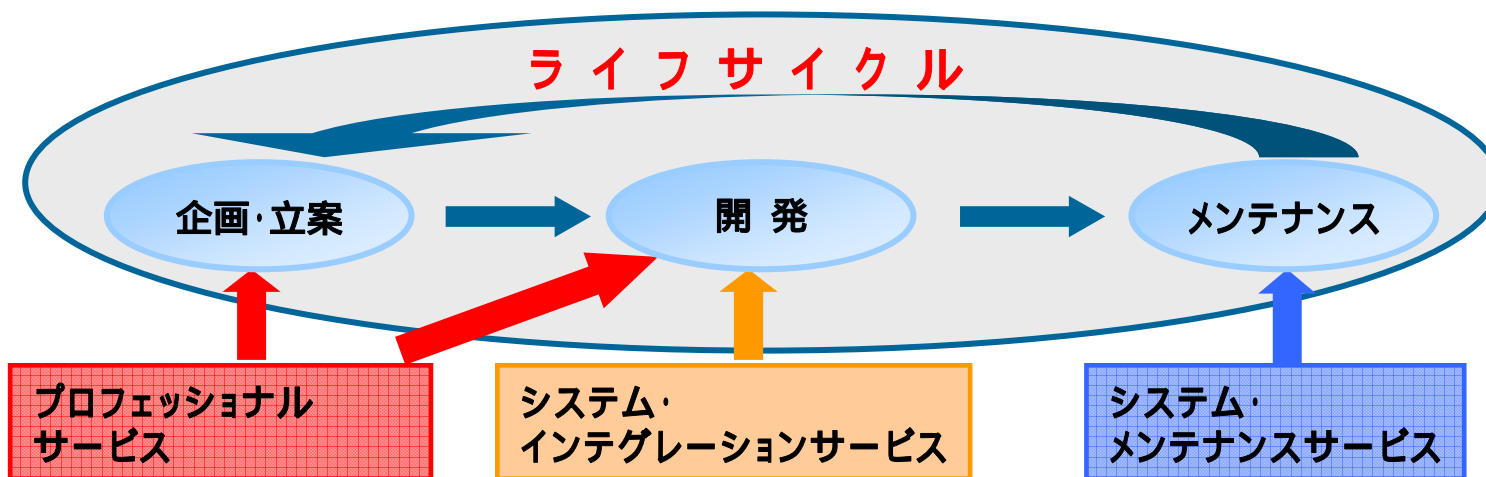 ライフサイクル
企画・立案
開発
メンテナンス
プロフェッショナル
サービス
システム・
インテグレーションサービス
システム・
メンテナンスサービス